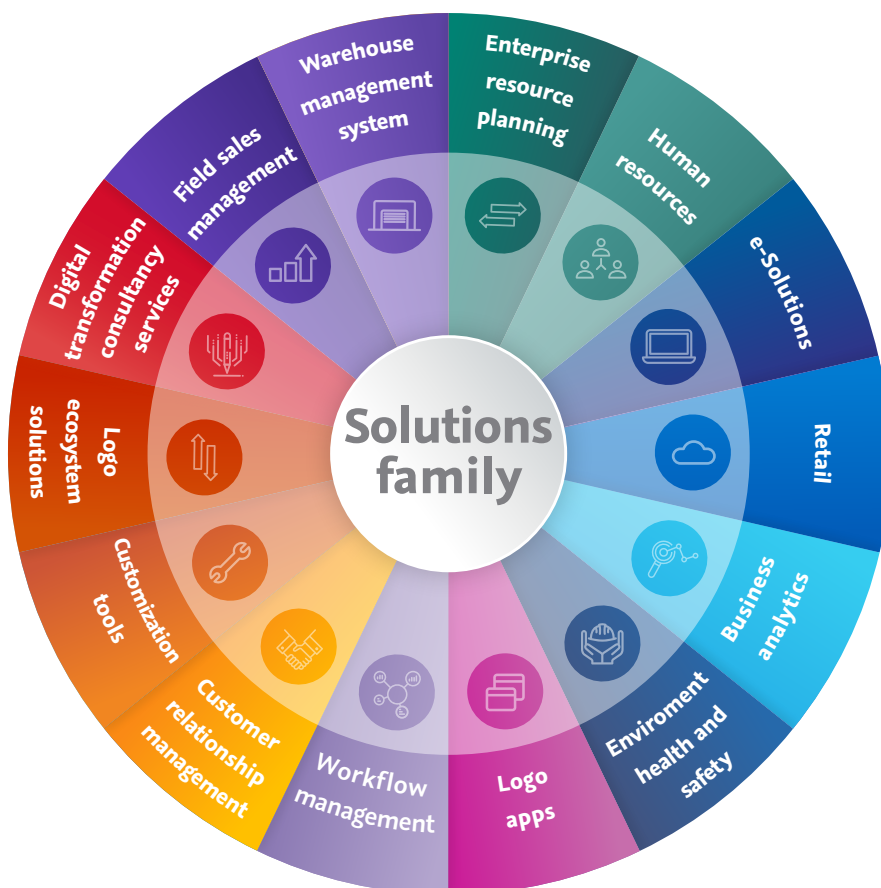 Solutions
family
Enterprise
resource
planning
Human
resources
e-Solutions
Retail
Business
analytics
Enviroment
health and
safety
Logo
apps
Workflow
management
Customer
relationship
management
Customization
tools
Logo
ecosystem
solutions
Digital
transformation
consultancy
services
Field sales
management
Warehouse
management
system